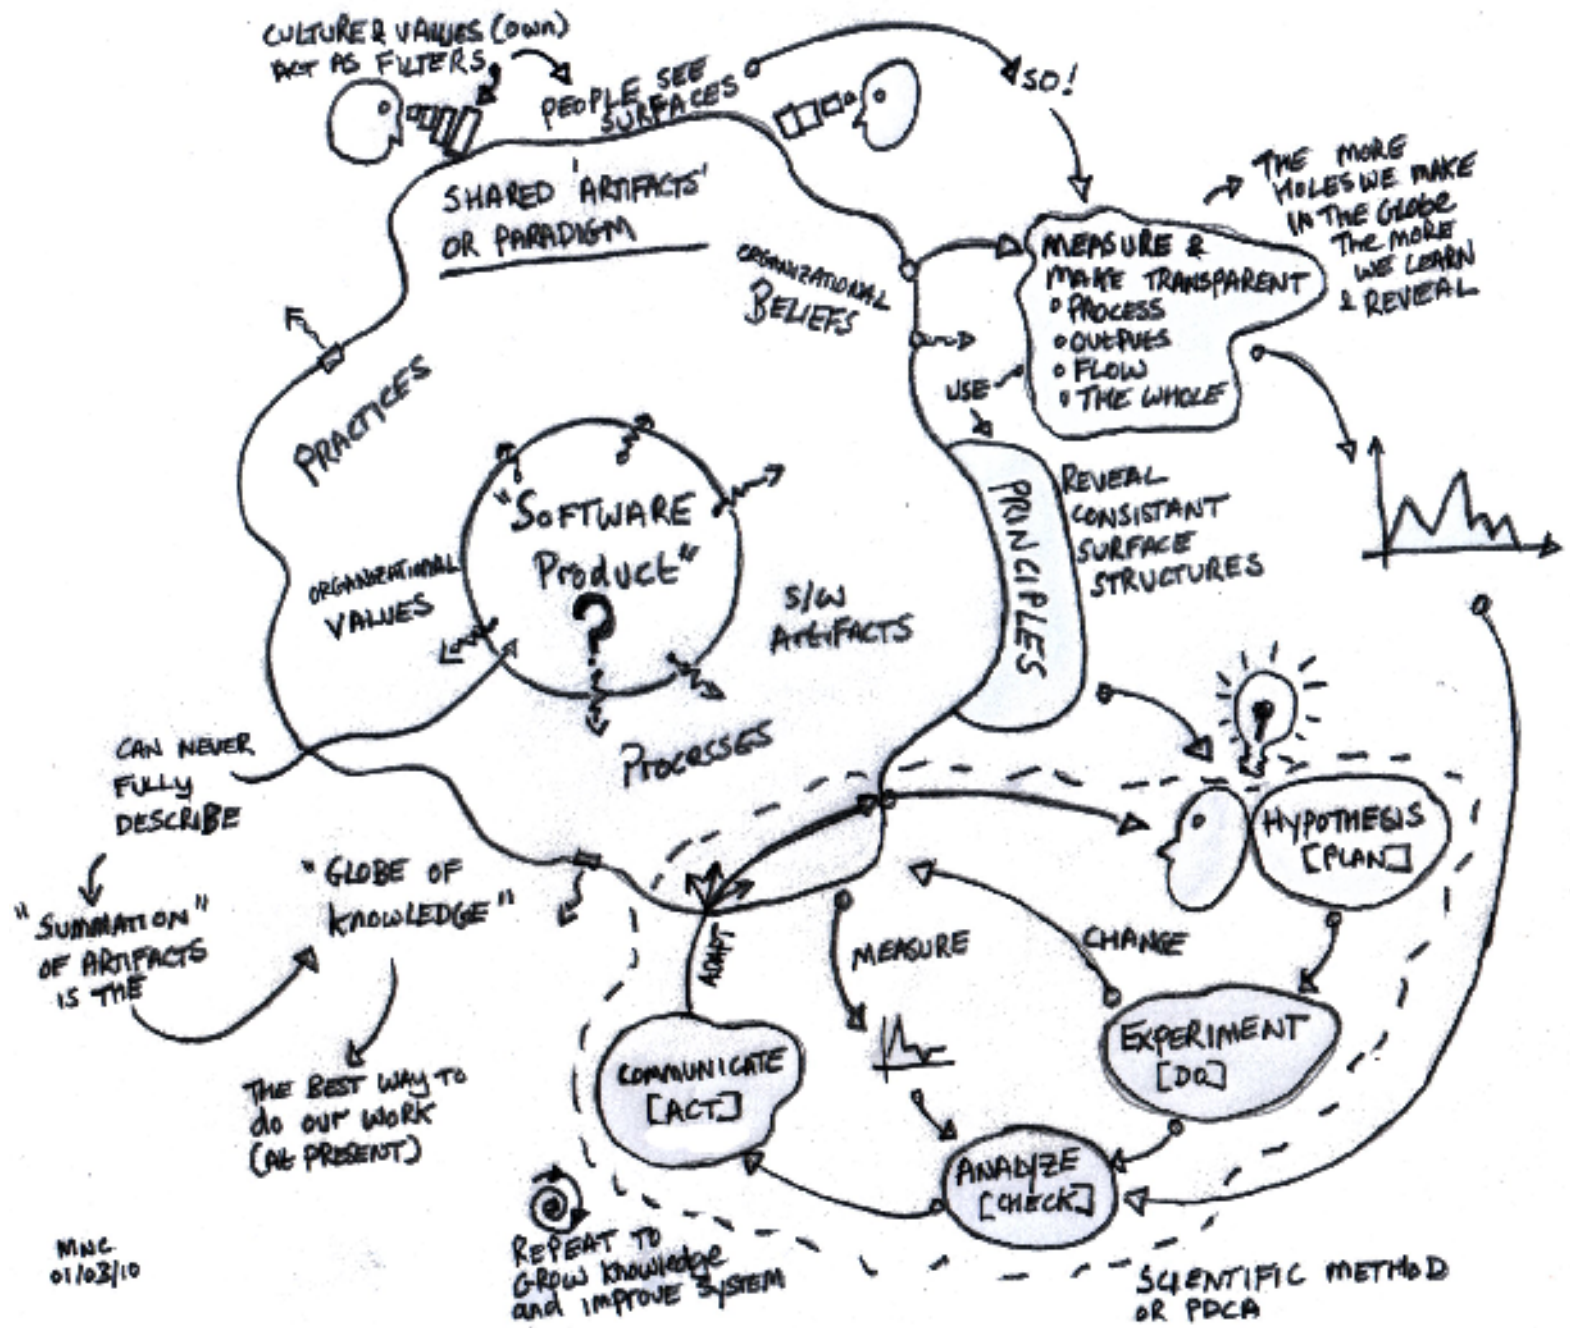 CULTURE & VALUES (OWN)
ACT AS FILTERS
PEOPLE SEE
SURFACES
SO!
SHARED 'ARTIFACTS'
OR PARADIGM
ORGANIZATIONAL
BELIEFS
MEASURE &
MAKE TRANSPARENT
PROCESS
OUTPUTS
FLOW
THE WHOLE
THE MORE
HOLES WE MAKE
IN THE GLOBE
THE MORE
WE LEARN
& REVEAL
USE
PRACTICES
"SOFTWARE
PRODUCT"
?
ORGANIZATIONAL
VALUES
S/W
ARTIFACTS
PROCESSES
PRINCIPLES
REVEAL
CONSISTANT
SURFACE
STRUCTURES
CAN NEVER
FULLY
DESCRIBE
"SUMMATION"
OF ARTIFACTS
IS THE
"GLOBE OF
KNOWLEDGE"
THE BEST WAY TO
do our WORK
(At PRESENT)
HYPOTHESIS
[PLAN]
CHANGE
EXPERIMENT
[DO]
MEASURE
ANALYZE
[CHECK]
COMMUNICATE
[ACT]
ADAPT
REPEAT TO
GROW Knowledge
and improve SYSTEM
SCIENTIFIC METHOD
OR PDCA
MNC
01/03/10